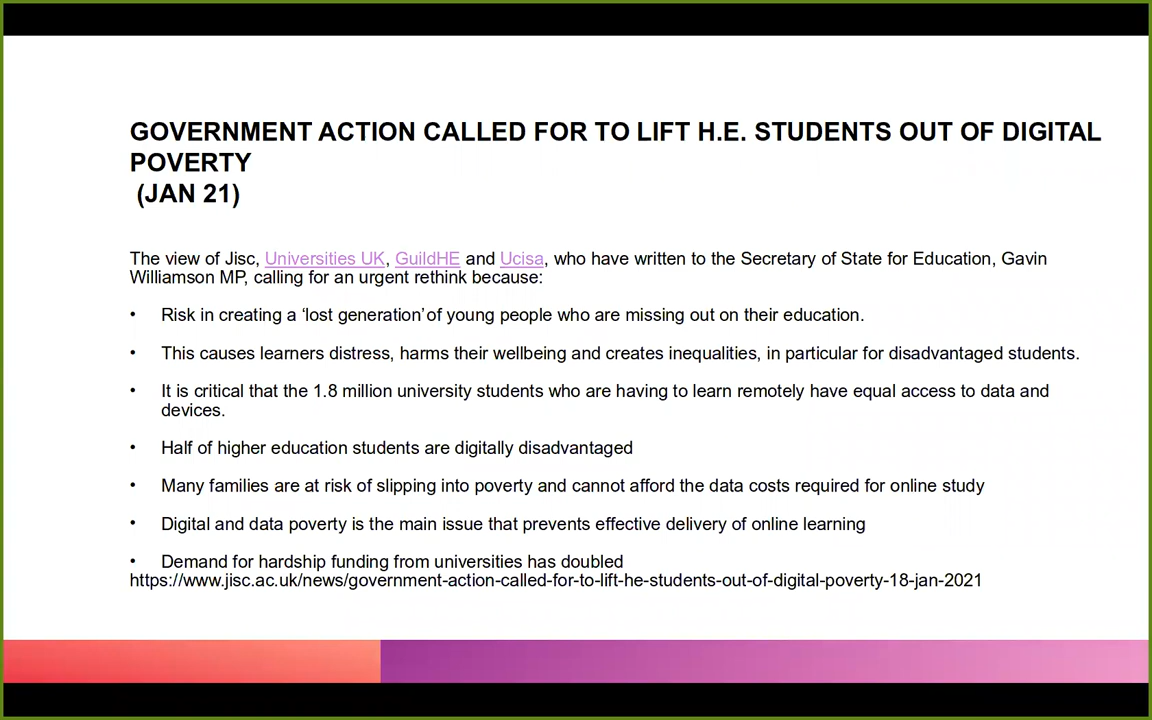 GOVERNMENT ACTION CALLED FOR TO LIFT H.E. STUDENTS OUT OF DIGITAL
POVERTY
(JAN 21)
The view of Jisc, Universities UK, GuildHE and Ucisa, who have written to the Secretary of State for Education, Gavin
Williamson MP, calling for an urgent rethink because:
• Risk in creating a ‘lost generation’ of young people who are missing out on their education.
• This causes learners distress, harms their wellbeing and creates inequalities, in particular for disadvantaged students.
• It is critical that the 1.8 million university students who are having to learn remotely have equal access to data and
devices.
• Half of higher education students are digitally disadvantaged
• Many families are at risk of slipping into poverty and cannot afford the data costs required for online study
• Digital and data poverty is the main issue that prevents effective delivery of online learning
• Demand for hardship funding from universities has doubled
https://www.jisc.ac.uk/news/government-action-called-for-to-lift-he-students-out-of-digital-poverty-18-jan-2021